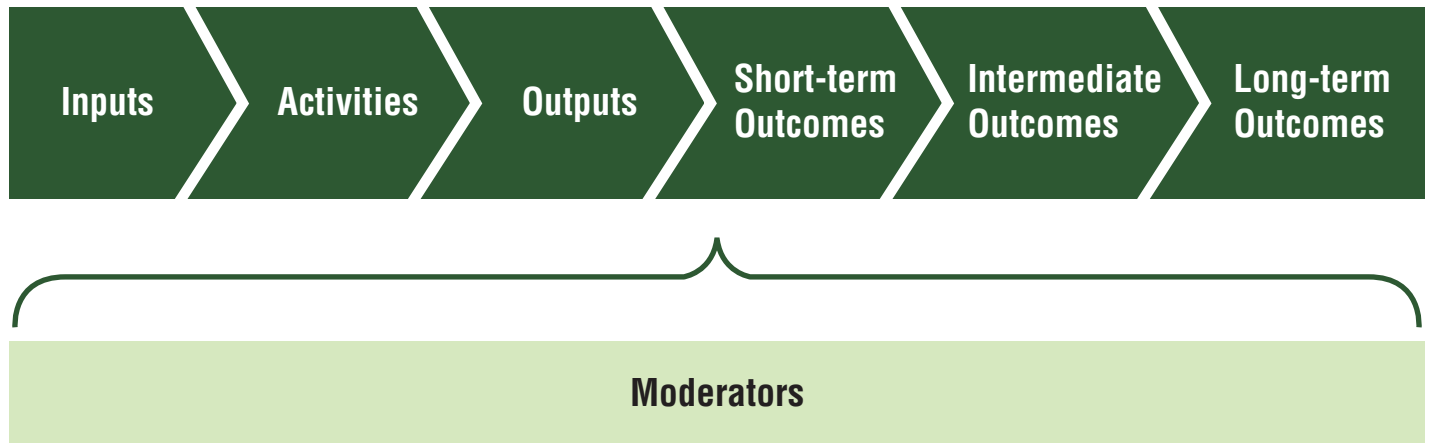 Inputs
Activities
Outputs
Short-term
Outcomes
Intermediate
Outcomes
Long-term
Outcomes
Moderators